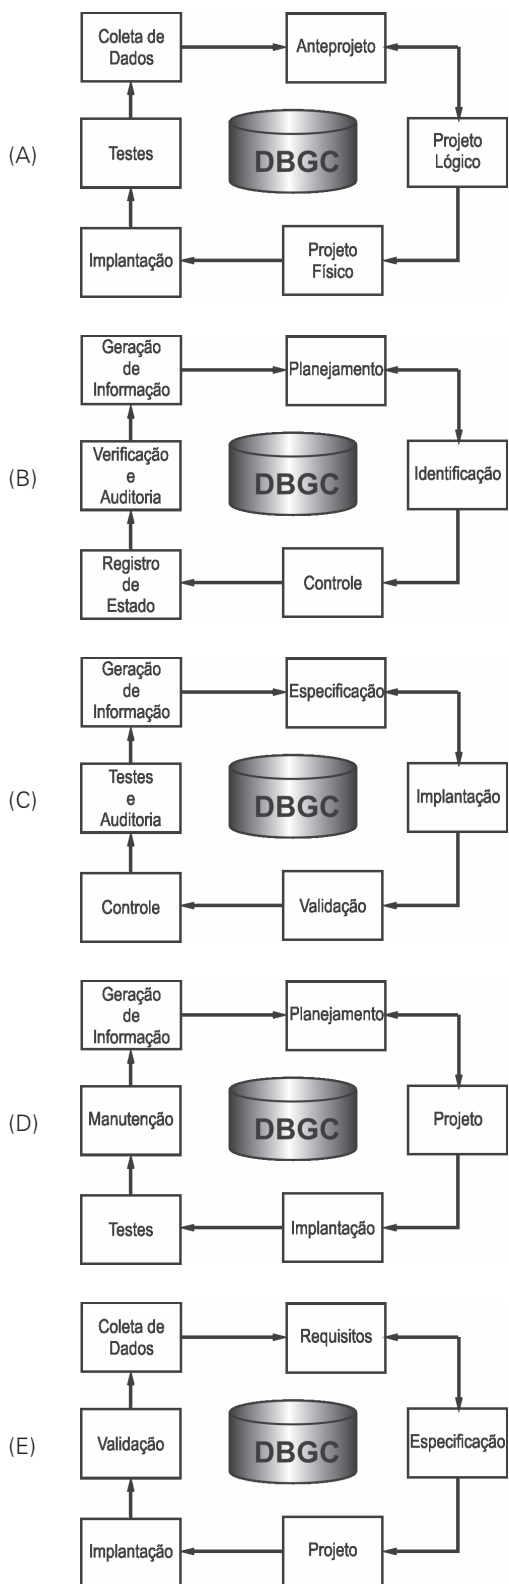 Coleta de
Dados
Anteprojeto
(A)
Testes
DBGC
Projeto
Lógico
Implantação
Projeto
Físico
Geração
de
Informação
Planejamento
(B)
Verificação
e
Auditoria
DBGC
Identificação
Registro
de
Estado
Controle
Geração
de
Informação
Especificação
(C)
Testes
e
Auditoria
DBGC
Implantação
Controle
Validação
Geração
de
Informação
Planejamento
(D)
Manutenção
DBGC
Projeto
Testes
Implantação
Coleta de
Dados
Requisitos
(E)
Validação
DBGC
Especificação
Implantação
Projeto